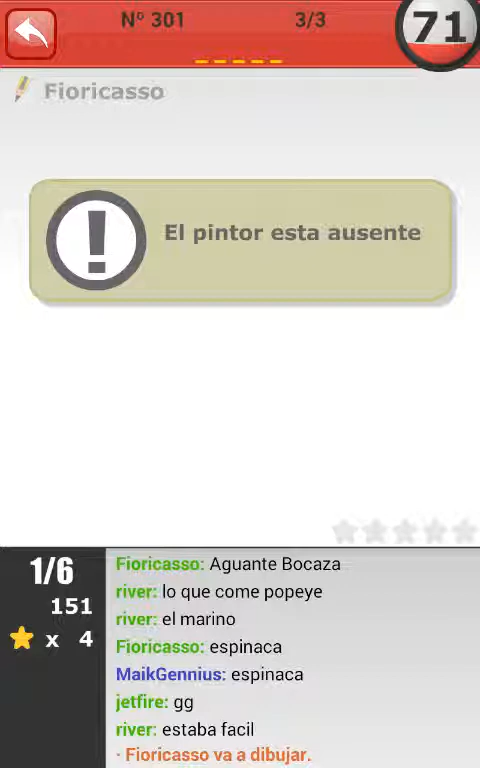 Nº 301 3/3 71
_ _ _ _ _
Fioricasso
El pintor esta ausente
1/6
151
x 4
Fioricasso: Aguante Bocaza
river: lo que come popeye
river: el marino
Fioricasso: espinaca
MaikGennius: espinaca
jetfire: gg
river: estaba facil
· Fioricasso va a dibujar.